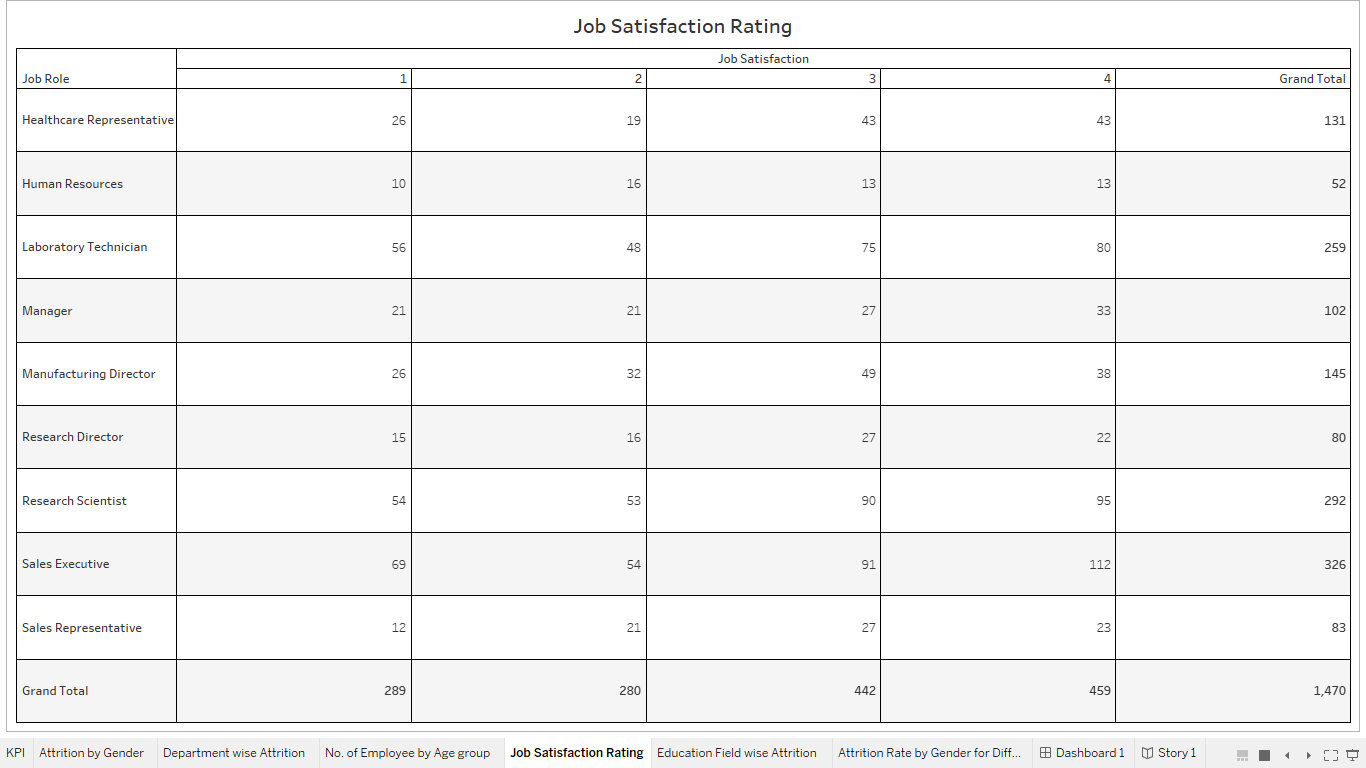 Job Satisfaction Rating
Job Satisfaction
Job Role 1 2 3 4 Grand Total
Healthcare Representative 26 19 43 43 131
Human Resources 10 16 13 13 52
Laboratory Technician 56 48 75 80 259
Manager 21 21 27 33 102
Manufacturing Director 26 32 49 38 145
Research Director 15 16 27 22 80
Research Scientist 54 53 90 95 292
Sales Executive 69 54 91 112 326
Sales Representative 12 21 27 23 83
Grand Total 289 280 442 459 1,470
KPI Attrition by Gender Department wise Attrition No. of Employee by Age group Job Satisfaction Rating Education Field wise Attrition Attrition Rate by Gender for Diff... Dashboard 1 Story 1